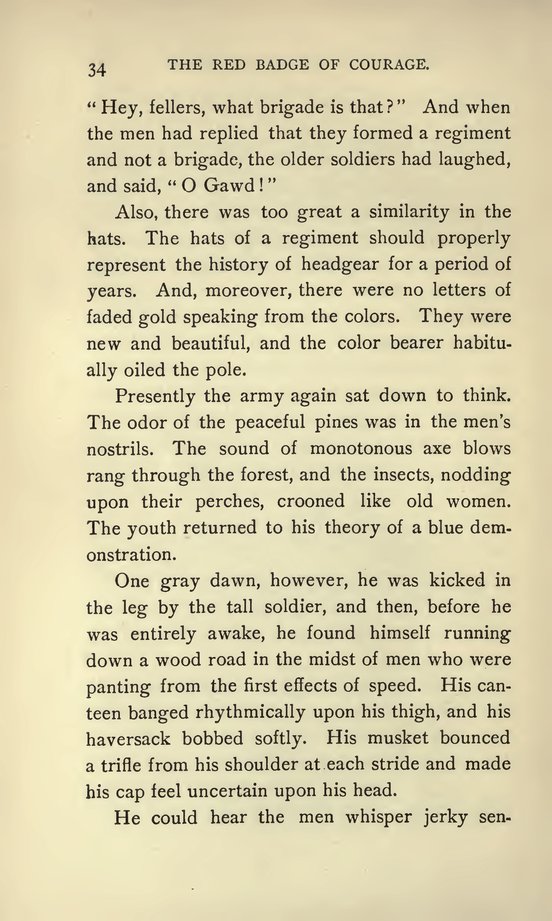 34 THE RED BADGE OF COURAGE.
“ Hey, fellers, what brigade is that ? ” And when
the men had replied that they formed a regiment
and not a brigade, the older soldiers had laughed,
and said, “ O Gawd ! ”
Also, there was too great a similarity in the
hats. The hats of a regiment should properly
represent the history of headgear for a period of
years. And, moreover, there were no letters of
faded gold speaking from the colors. They were
new and beautiful, and the color bearer habitu-
ally oiled the pole.
Presently the army again sat down to think.
The odor of the peaceful pines was in the men’s
nostrils. The sound of monotonous axe blows
rang through the forest, and the insects, nodding
upon their perches, crooned like old women.
The youth returned to his theory of a blue dem-
onstration.
One gray dawn, however, he was kicked in
the leg by the tall soldier, and then, before he
was entirely awake, he found himself running
down a wood road in the midst of men who were
panting from the first effects of speed. His can-
teen banged rhythmically upon his thigh, and his
haversack bobbed softly. His musket bounced
a trifle from his shoulder at each stride and made
his cap feel uncertain upon his head.
He could hear the men whisper jerky sen-